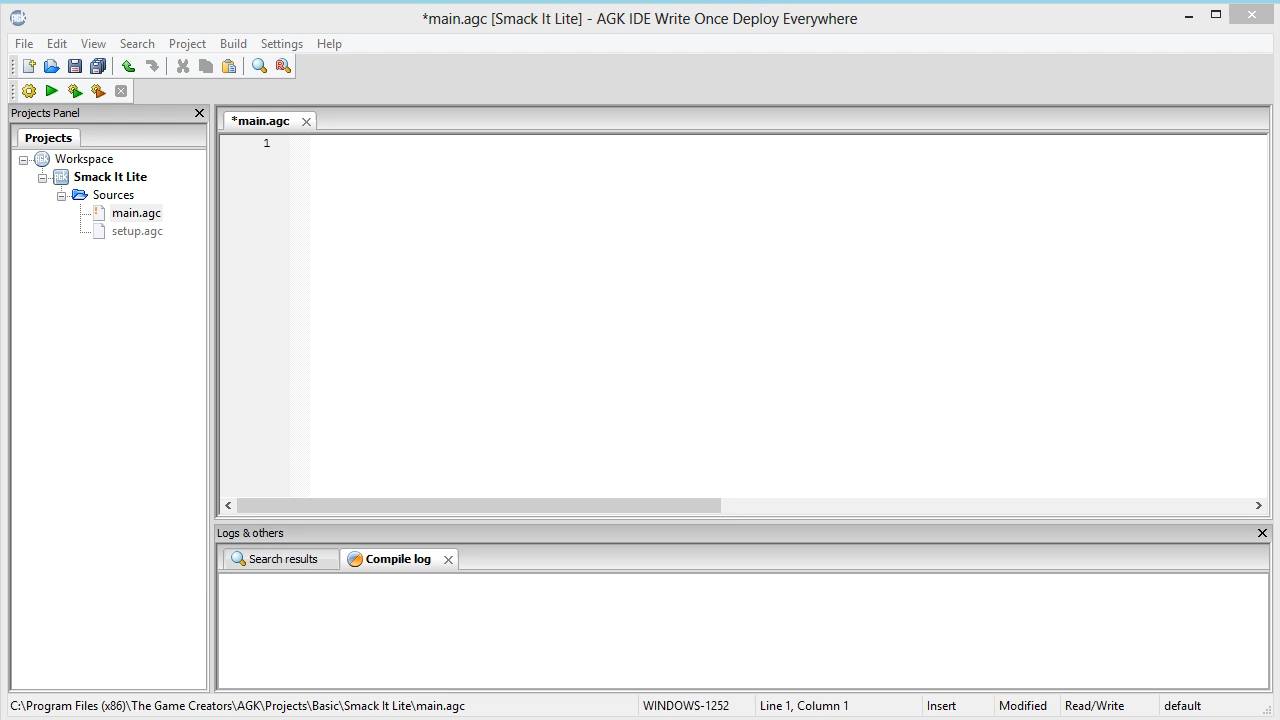 *main.agc [Smack It Lite] - AGK IDE Write Once Deploy Everywhere
File Edit View Search Project Build Settings Help
Projects Panel
*main.agc
Projects
1
Workspace
Smack It Lite
Sources
main.agc
setup.agc
Logs & others
Search results Compile log
C:\Program Files (x86)\The Game Creators\AGK\Projects\Basic\Smack It Lite\main.agc WINDOWS-1252 Line 1, Column 1 Insert Modified Read/Write default